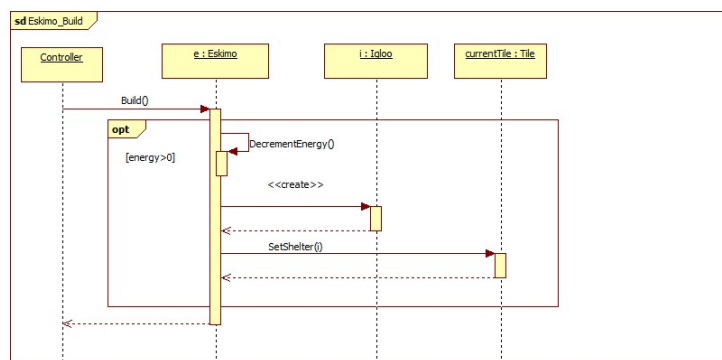 sd Eskimo_Build
Controller
e : Eskimo
i : Igloo
currentTile : Tile
Build()
opt
DecrementEnergy()
[energy>0]
<<create>>
SetShelter(i)